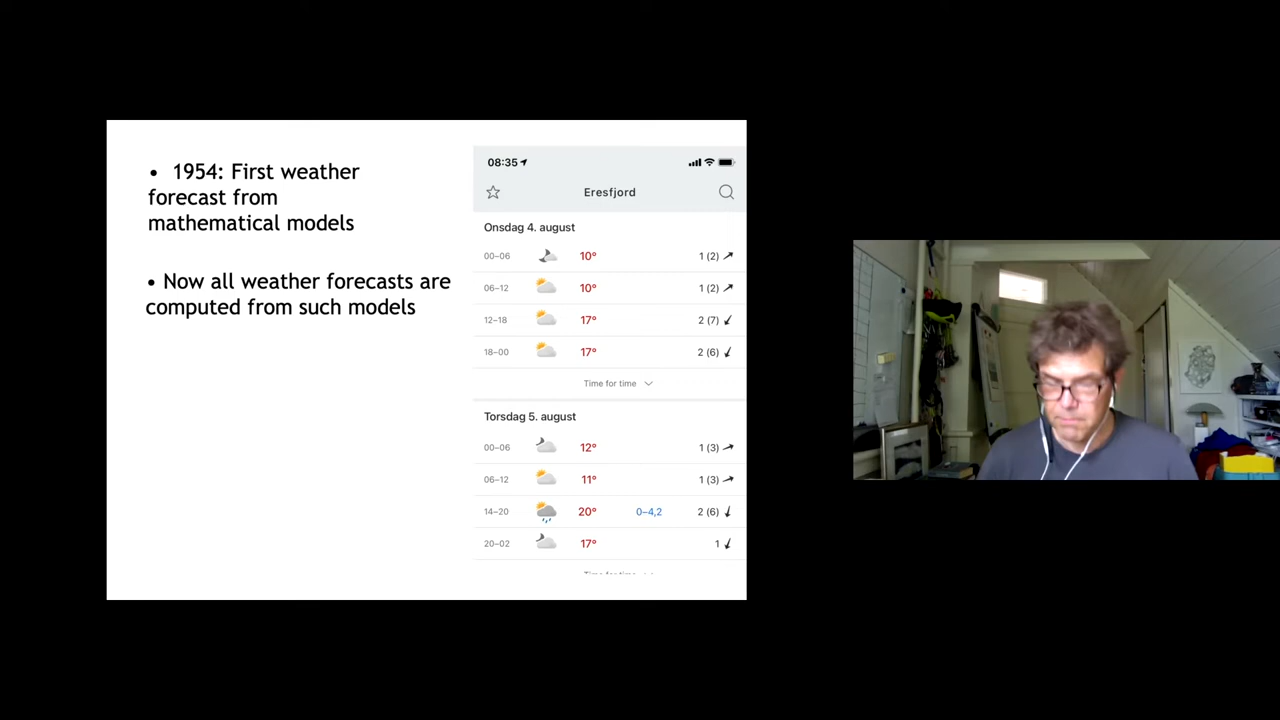 • 1954: First weather
forecast from
mathematical models
• Now all weather forecasts are
computed from such models
08:35
Eresfjord
Onsdag 4. august
00–06 10° 1 (2)
06–12 10° 1 (2)
12–18 17° 2 (7)
18–00 17° 2 (6)
Time for time
Torsdag 5. august
00–06 12° 1 (3)
06–12 11° 1 (3)
14–20 20° 0–4,2 2 (6)
20–02 17° 1
Time for time